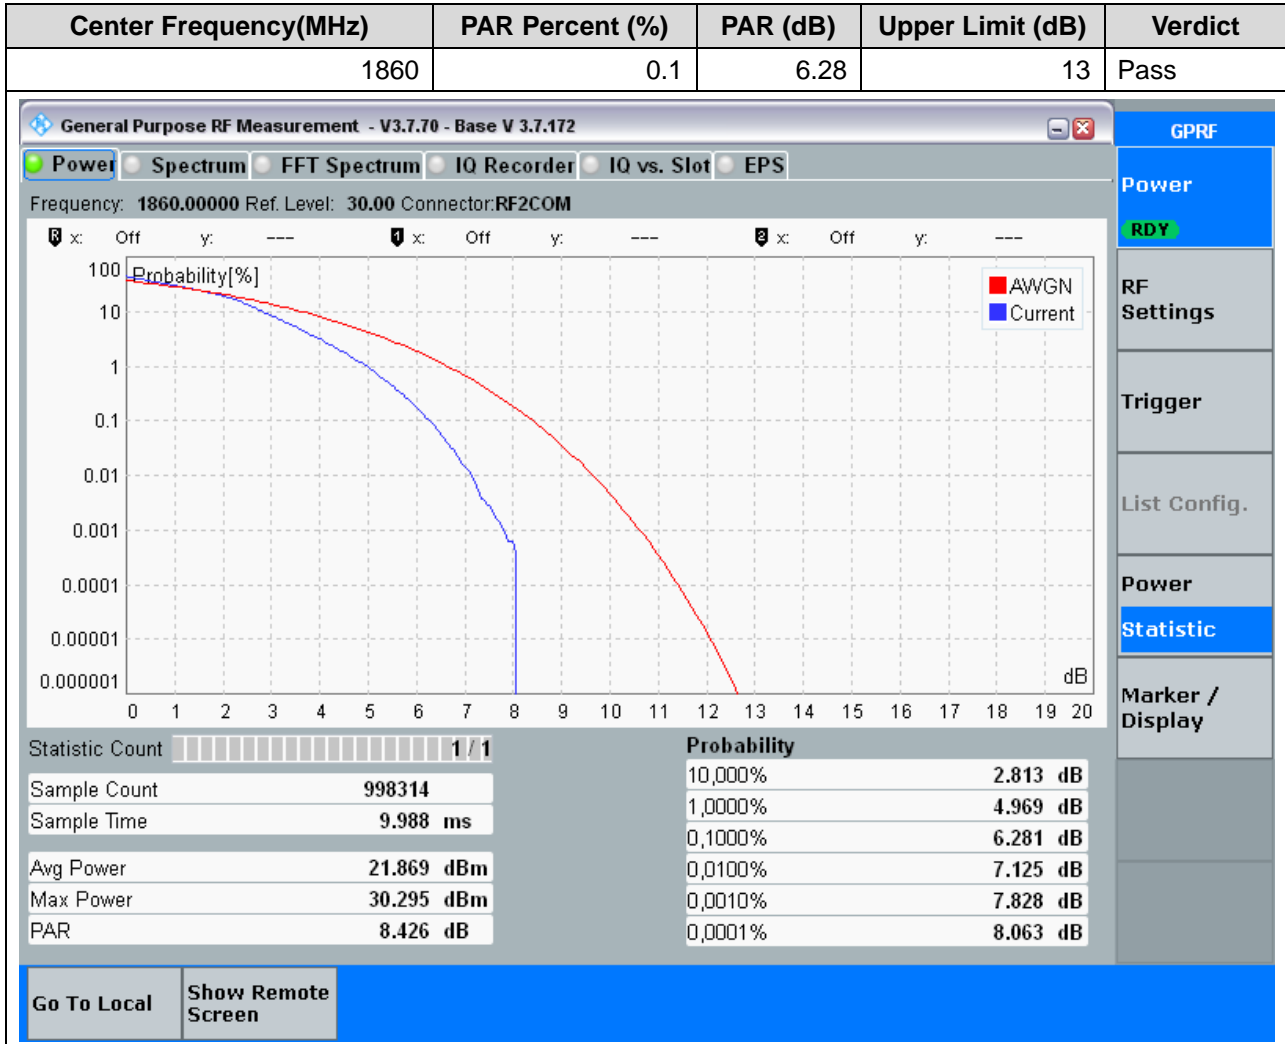 Center Frequency(MHz) PAR Percent (%) PAR (dB) Upper Limit (dB) Verdict
1860 0.1 6.28 13 Pass
General Purpose RF Measurement - V3.7.70 - Base V 3.7.172
GPRF
Power Spectrum FFT Spectrum IQ Recorder IQ vs. Slot EPS
Frequency: 1860.00000 Ref. Level: 30.00 Connector:RF2COM
R x: Off y: --- 1 x: Off y: --- 2 x: Off y: ---
Probability[%]
100
10
1
0.1
0.01
0.001
0.0001
0.00001
0.000001
AWGN
Current
dB
0 1 2 3 4 5 6 7 8 9 10 11 12 13 14 15 16 17 18 19 20
Statistic Count 1 / 1
Sample Count 998314
Sample Time 9.988 ms
Avg Power 21.869 dBm
Max Power 30.295 dBm
PAR 8.426 dB
Probability
10,000% 2.813 dB
1,0000% 4.969 dB
0,1000% 6.281 dB
0,0100% 7.125 dB
0,0010% 7.828 dB
0,0001% 8.063 dB
Power
RDY
RF
Settings
Trigger
List Config.
Power
Statistic
Marker /
Display
Go To Local
Show Remote
Screen